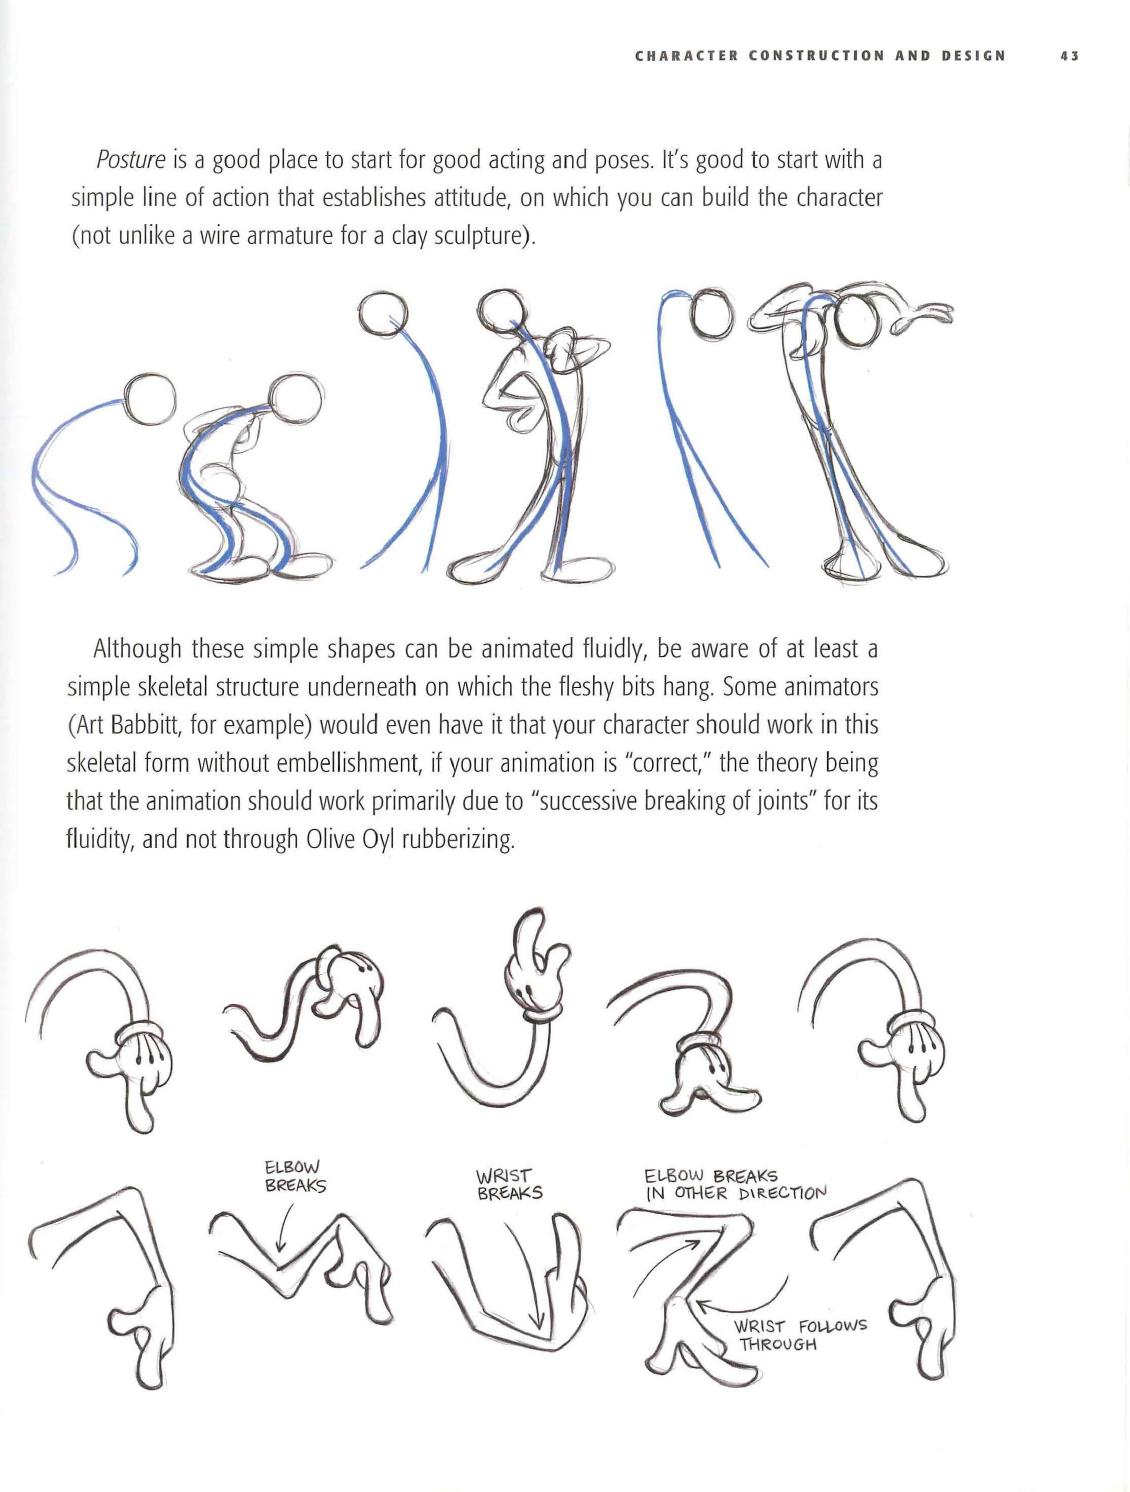 CHARACTER CONSTRUCTION AND DESIGN 43
Posture is a good place to start for good acting and poses. It's good to start with a
simple line of action that establishes attitude, on which you can build the character
(not unlike a wire armature for a clay sculpture).
Although these simple shapes can be animated fluidly, be aware of at least a
simple skeletal structure underneath on which the fleshy bits hang. Some animators
(Art Babbitt, for example) would even have it that your character should work in this
skeletal form without embellishment, if your animation is “correct,” the theory being
that the animation should work primarily due to “successive breaking of joints” for its
fluidity, and not through Olive Oyl rubberizing.
ELBOW
BREAKS
WRIST
BREAKS
ELBOW BREAKS
IN OTHER DIRECTION
WRIST FOLLOWS
THROUGH